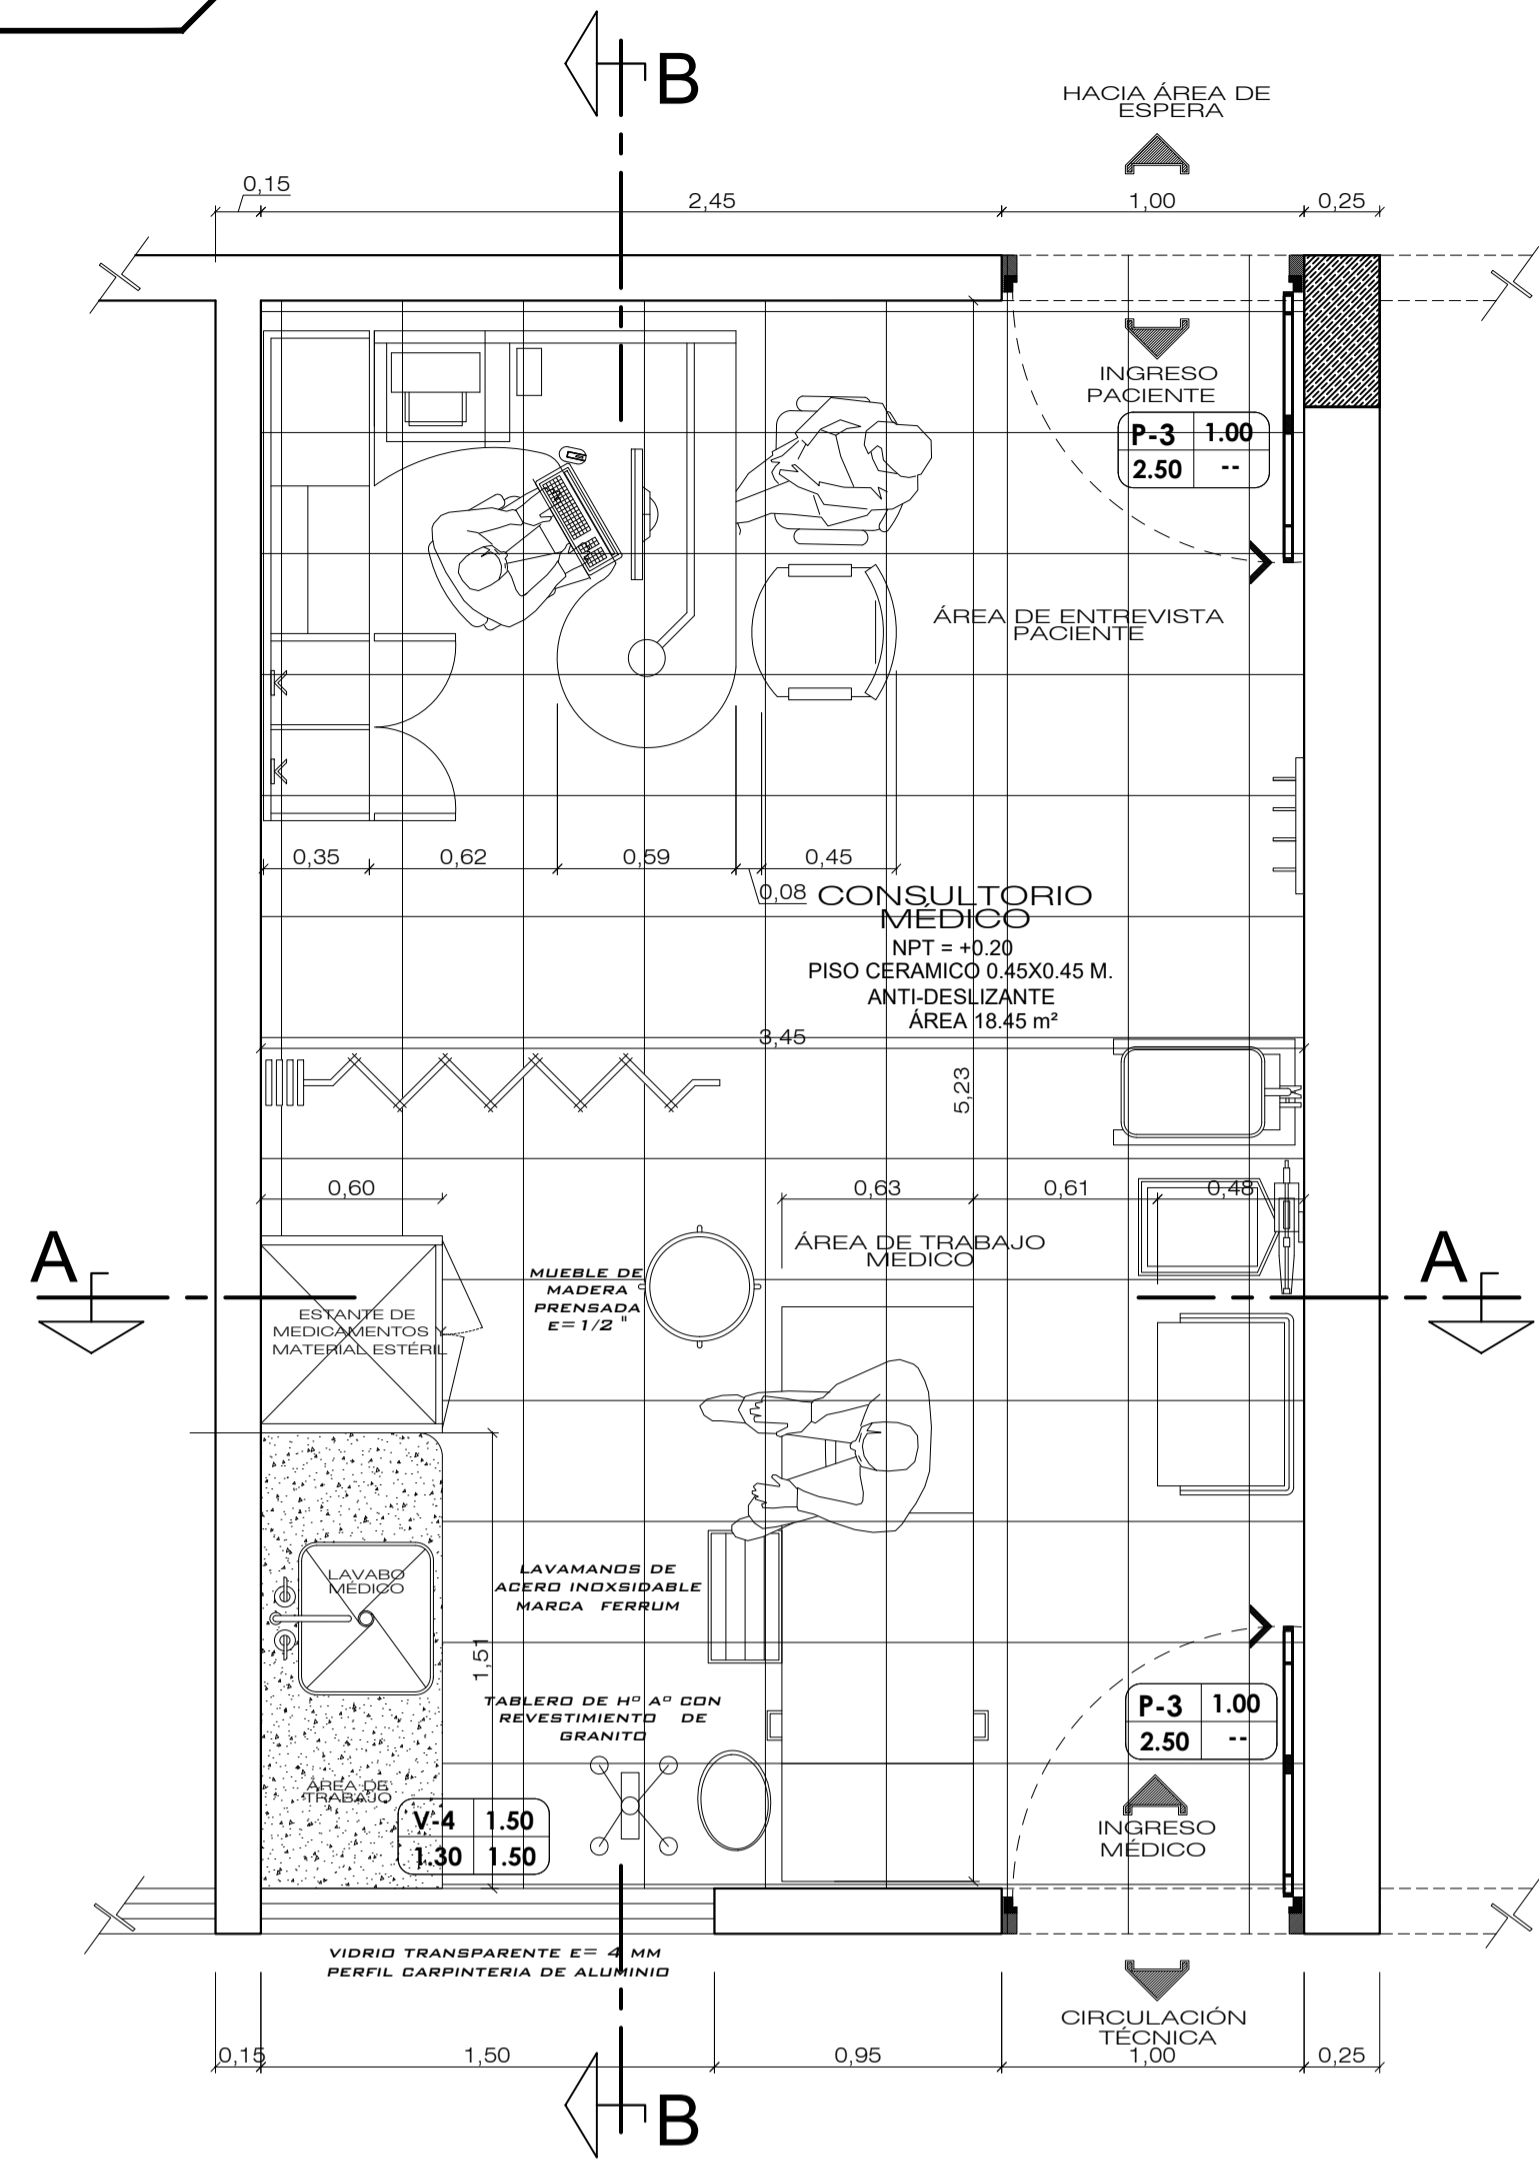 B
HACIA ÁREA DE
ESPERA
0,15
2,45
1,00
0,25
INGRESO
PACIENTE
P-3 1.00
2.50 --
ÁREA DE ENTREVISTA
PACIENTE
0,35
0,62
0,59
0,45
0,08
CONSULTORIO
MÉDICO
NPT = +0.20
PISO CERAMICO 0.45X0.45 M.
ANTI-DESLIZANTE
ÁREA 18.45 m²
3,45
5,23
0,60
0,63
0,61
0,48
A
A
ÁREA DE TRABAJO
MEDICO
MUEBLE DE
MADERA
PRENSADA
E=1/2 "
ESTANTE DE
MEDICAMENTOS Y
MATERIAL ESTÉRIL
LAVABO
MÉDICO
LAVAMANOS DE
ACERO INOXSIDABLE
MARCA FERRUM
1,51
TABLERO DE Hº Aº CON
REVESTIMIENTO DE
GRANITO
P-3 1.00
2.50 --
ÁREA DE
TRABAJO
V-4 1.50
1.30 1.50
INGRESO
MÉDICO
VIDRIO TRANSPARENTE E= 4 MM
PERFIL CARPINTERIA DE ALUMINIO
CIRCULACIÓN
TÉCNICA
0,15
1,50
0,95
1,00
0,25
B